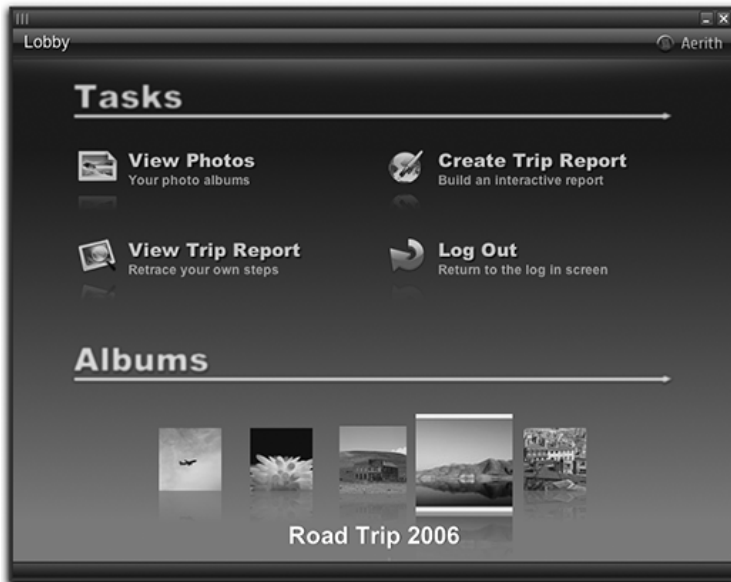 Lobby
Aerith
Tasks
View Photos
Your photo albums
Create Trip Report
Build an interactive report
View Trip Report
Retrace your own steps
Log Out
Return to the log in screen
Albums
Road Trip 2006